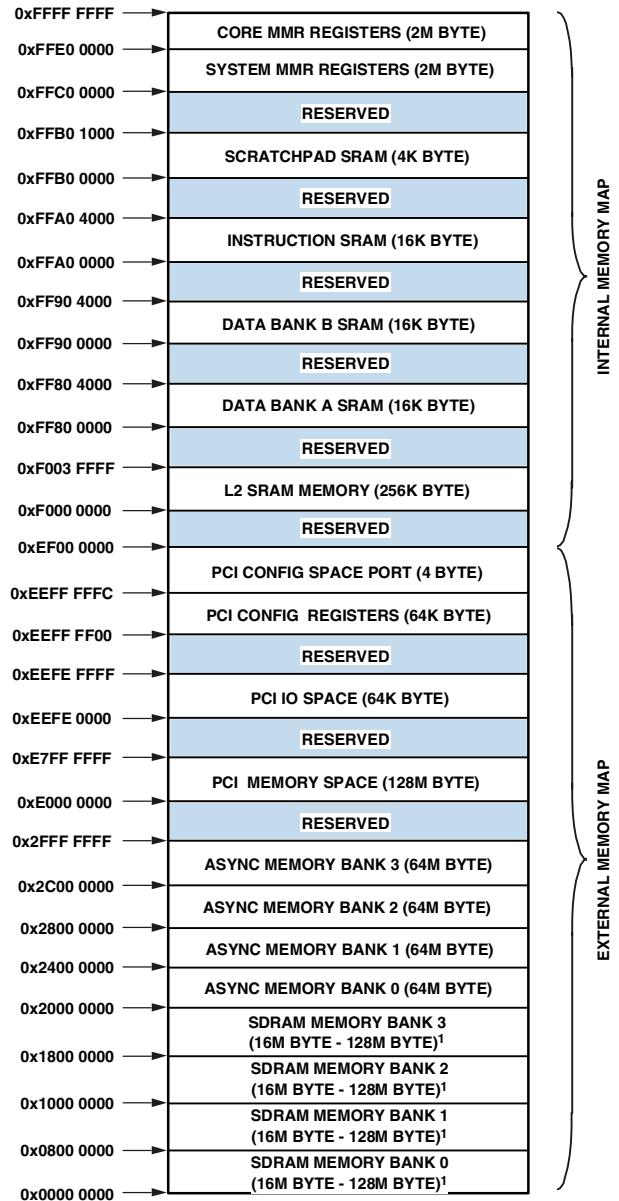 0xFFFF FFFF
CORE MMR REGISTERS (2M BYTE)
0xFFE0 0000
SYSTEM MMR REGISTERS (2M BYTE)
0xFFC0 0000
RESERVED
0xFFB0 1000
SCRATCHPAD SRAM (4K BYTE)
0xFFB0 0000
RESERVED
0xFFA0 4000
INSTRUCTION SRAM (16K BYTE)
0xFFA0 0000
RESERVED
0xFF90 4000
DATA BANK B SRAM (16K BYTE)
0xFF90 0000
RESERVED
0xFF80 4000
DATA BANK A SRAM (16K BYTE)
0xFF80 0000
RESERVED
0xF003 FFFF
L2 SRAM MEMORY (256K BYTE)
0xF000 0000
RESERVED
0xEF00 0000
INTERNAL MEMORY MAP
PCI CONFIG SPACE PORT (4 BYTE)
0xEEFF FFFC
PCI CONFIG REGISTERS (64K BYTE)
0xEEFF FF00
RESERVED
0xEEFE FFFF
PCI IO SPACE (64K BYTE)
0xEEFE 0000
RESERVED
0xE7FF FFFF
PCI MEMORY SPACE (128M BYTE)
0xE000 0000
RESERVED
0x2FFF FFFF
ASYNC MEMORY BANK 3 (64M BYTE)
0x2C00 0000
ASYNC MEMORY BANK 2 (64M BYTE)
0x2800 0000
ASYNC MEMORY BANK 1 (64M BYTE)
0x2400 0000
ASYNC MEMORY BANK 0 (64M BYTE)
0x2000 0000
SDRAM MEMORY BANK 3
(16M BYTE - 128M BYTE)1
0x1800 0000
SDRAM MEMORY BANK 2
(16M BYTE - 128M BYTE)1
0x1000 0000
SDRAM MEMORY BANK 1
(16M BYTE - 128M BYTE)1
0x0800 0000
SDRAM MEMORY BANK 0
(16M BYTE - 128M BYTE)1
0x0000 0000
EXTERNAL MEMORY MAP